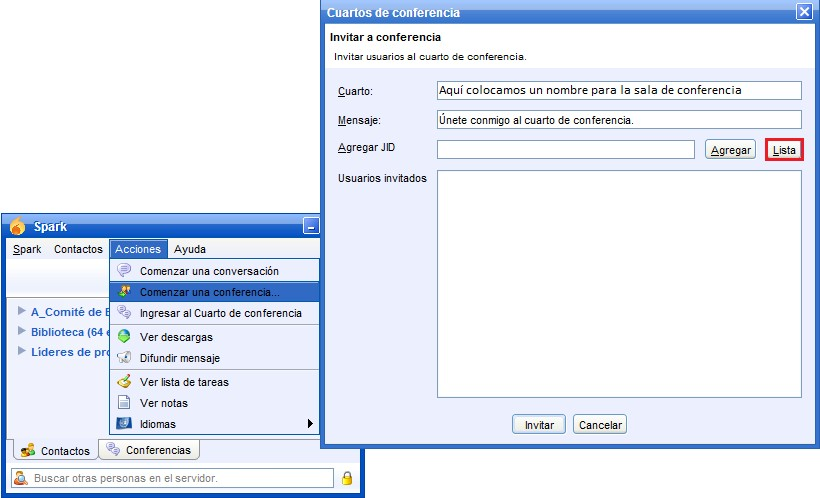 Cuartos de conferencia
Invitar a conferencia
Invitar usuarios al cuarto de conferencia.
Cuarto: Aquí colocamos un nombre para la sala de conferencia
Mensaje: Únete conmigo al cuarto de conferencia.
Agregar JID Agregar Lista
Usuarios invitados
Invitar Cancelar
Spark
Spark Contactos Acciones Ayuda
Comenzar una conversación
Comenzar una conferencia...
Ingresar al Cuarto de conferencia
Ver descargas
Difundir mensaje
Ver lista de tareas
Ver notas
Idiomas
A_Comité de
Biblioteca (64
Líderes de
Contactos Conferencias
Buscar otras personas en el servidor.